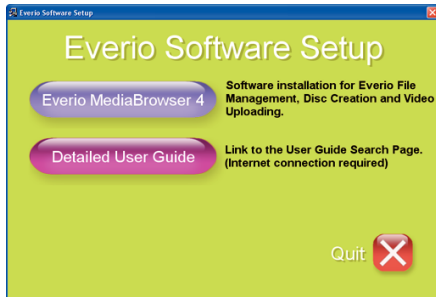 Everio Software Setup
Everio Software Setup
Everio MediaBrowser 4
Software installation for Everio File
Management, Disc Creation and Video
Uploading.
Detailed User Guide
Link to the User Guide Search Page.
(Internet connection required)
Quit